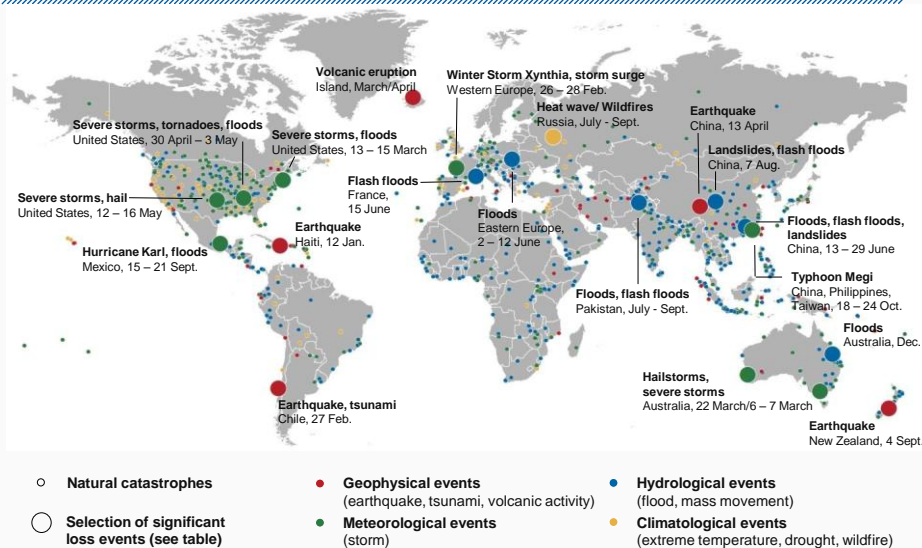 Volcanic eruption
Island, March/April
Winter Storm Xynthia, storm surge
Western Europe, 26 – 28 Feb.
Heat wave/ Wildfires
Russia, July - Sept.
Earthquake
China, 13 April
Severe storms, tornadoes, floods
United States, 30 April – 3 May
Severe storms, floods
United States, 13 – 15 March
Landslides, flash floods
China, 7 Aug.
Severe storms, hail
United States, 12 – 16 May
Flash floods
France,
15 June
Floods
Eastern Europe,
2 – 12 June
Earthquake
Haiti, 12 Jan.
Floods, flash floods,
landslides
China, 13 – 29 June
Hurricane Karl, floods
Mexico, 15 – 21 Sept.
Typhoon Megi
China, Philippines,
Taiwan, 18 – 24 Oct.
Floods, flash floods
Pakistan, July - Sept.
Floods
Australia, Dec.
Hailstorms,
severe storms
Australia, 22 March/6 – 7 March
Earthquake, tsunami
Chile, 27 Feb.
Earthquake
New Zealand, 4 Sept.
Natural catastrophes
Selection of significant
loss events (see table)
Geophysical events
(earthquake, tsunami, volcanic activity)
Meteorological events
(storm)
Hydrological events
(flood, mass movement)
Climatological events
(extreme temperature, drought, wildfire)